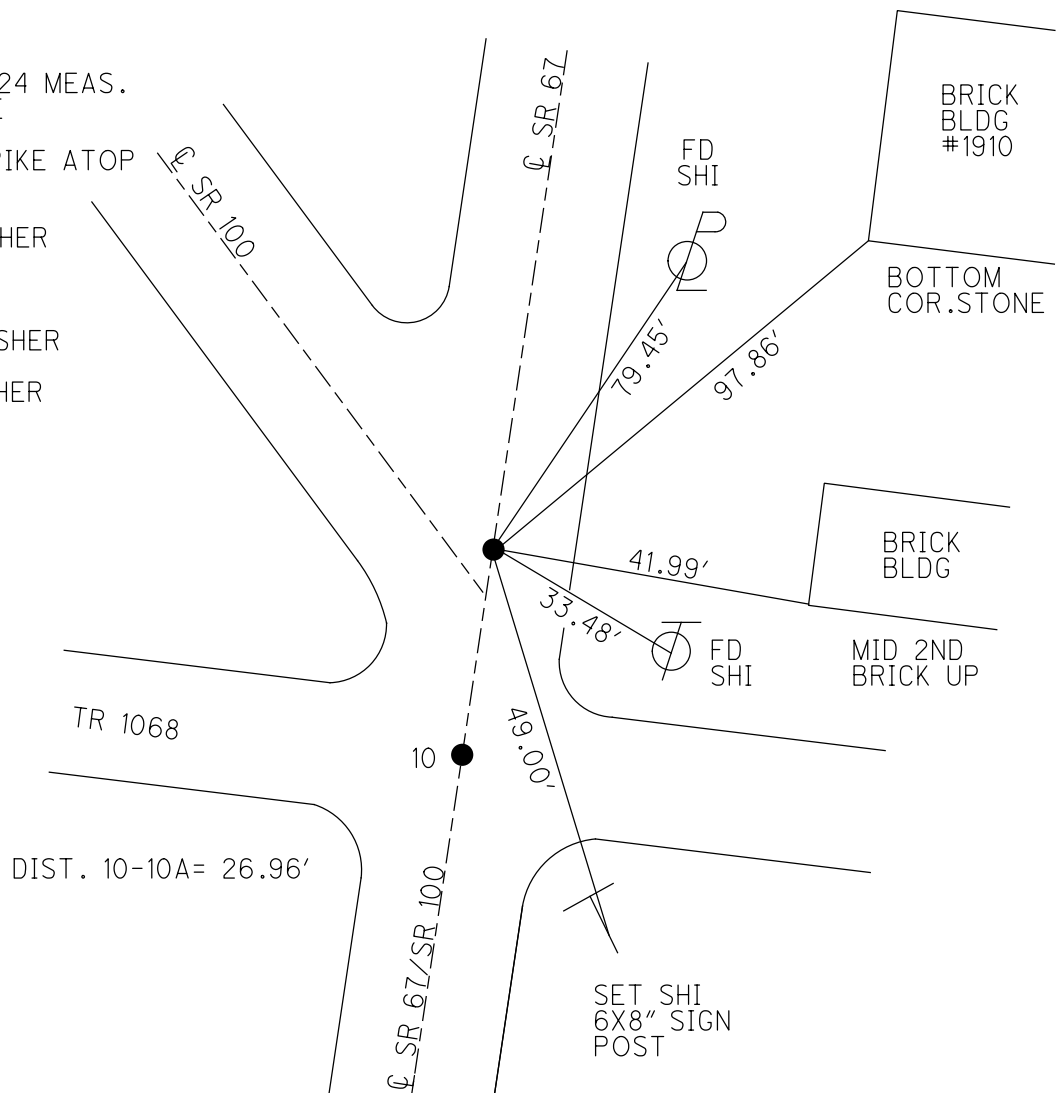 24 MEAS.
PIKE ATOP
HER
SHER
HER
℄ SR 67
℄ SR 100
FD
SHI
BRICK
BLDG
#1910
BOTTOM
COR.STONE
79.45'
97.86'
41.99'
BRICK
BLDG
33.48'
FD
SHI
MID 2ND
BRICK UP
TR 1068
49.00'
10
DIST. 10-10A= 26.96'
℄ SR 67/SR 100
SET SHI
6X8" SIGN
POST